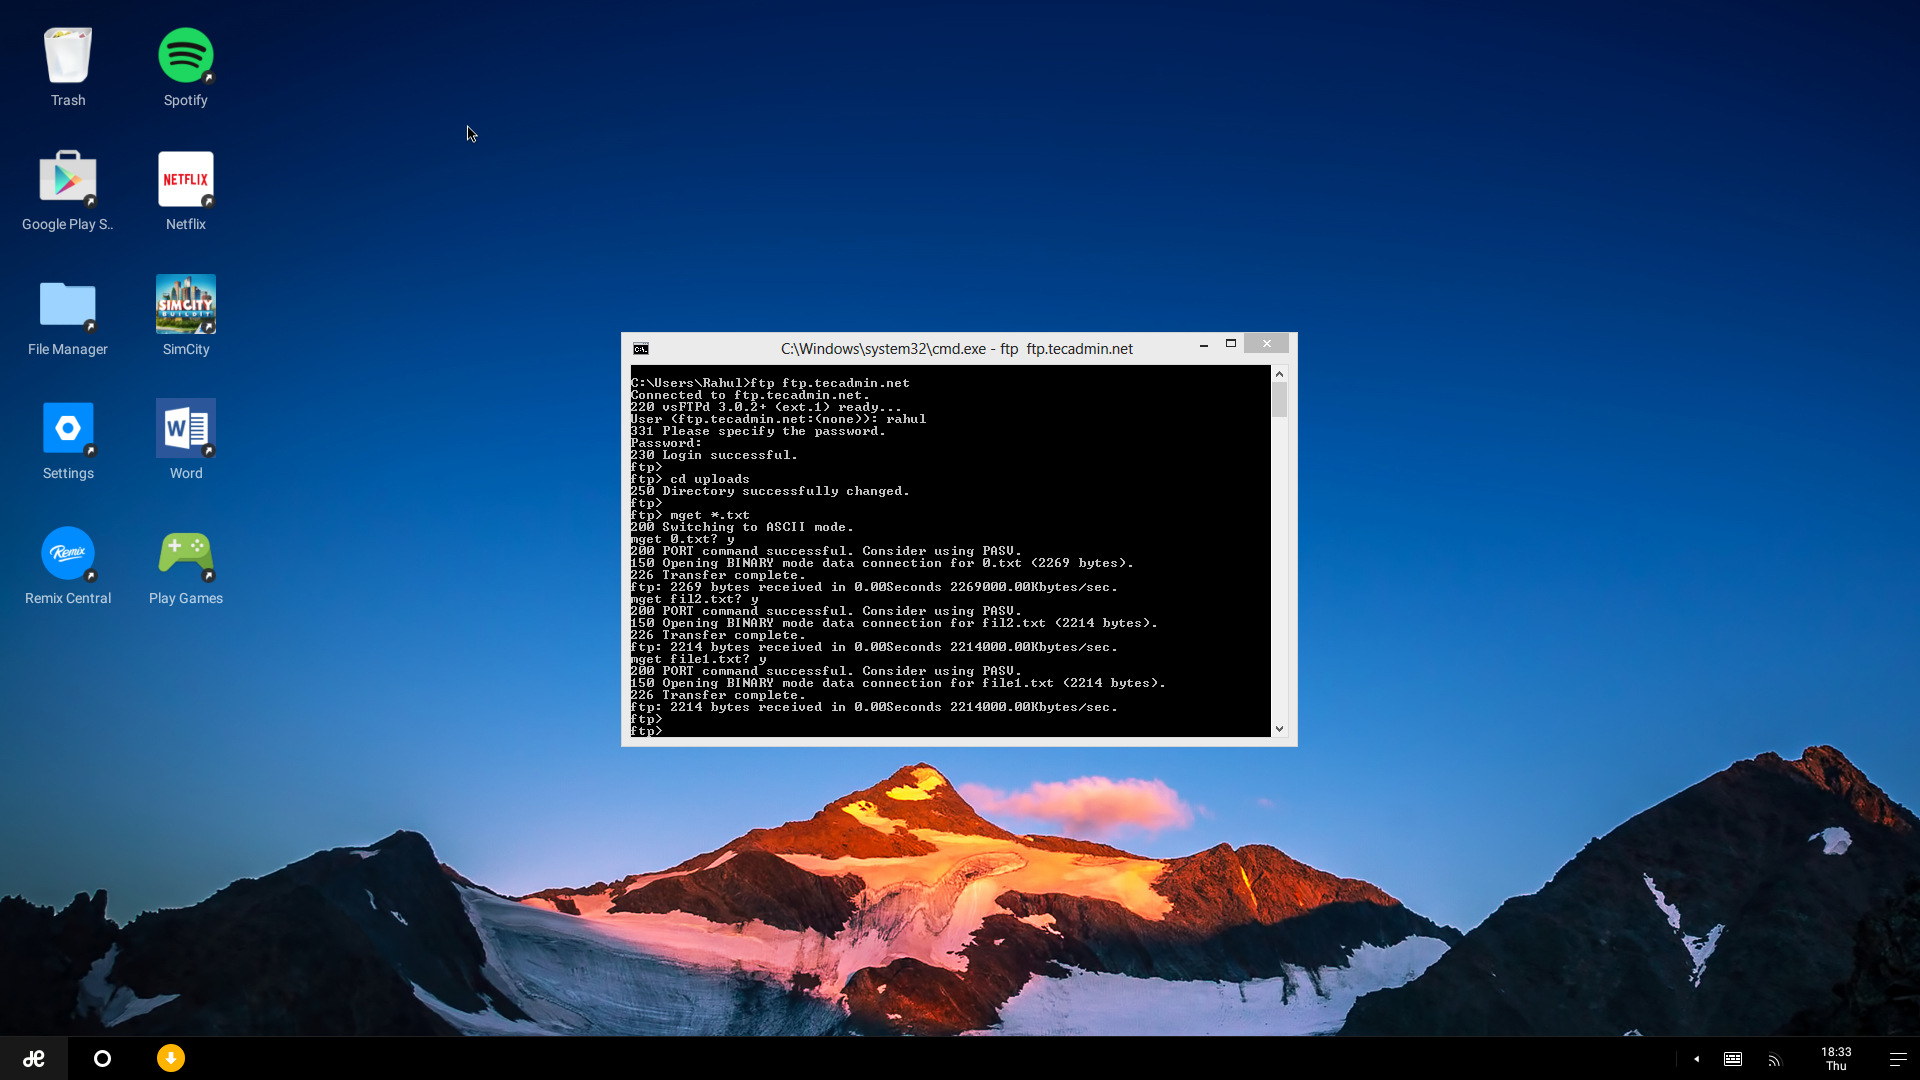 Trash
Spotify
Google Play S..
NETFLIX
Netflix
File Manager
SIMCITY
BUILDIT
SimCity
Settings
W
Word
Remix
Remix Central
Play Games
C:\Windows\system32\cmd.exe - ftp  ftp.tecadmin.net
C:\Users\Rahul>ftp ftp.tecadmin.net
Connected to ftp.tecadmin.net.
220 vsFTPd 3.0.2+ (ext.1) ready...
User (ftp.tecadmin.net:(none)): rahul
331 Please specify the password.
Password:
230 Login successful.
ftp>
ftp> cd uploads
250 Directory successfully changed.
ftp>
ftp> mget *.txt
200 Switching to ASCII mode.
mget 0.txt? y
200 PORT command successful. Consider using PASV.
150 Opening BINARY mode data connection for 0.txt (2269 bytes).
226 Transfer complete.
ftp: 2269 bytes received in 0.00Seconds 2269000.00Kbytes/sec.
mget fil2.txt? y
200 PORT command successful. Consider using PASV.
150 Opening BINARY mode data connection for fil2.txt (2214 bytes).
226 Transfer complete.
ftp: 2214 bytes received in 0.00Seconds 2214000.00Kbytes/sec.
mget file1.txt? y
200 PORT command successful. Consider using PASV.
150 Opening BINARY mode data connection for file1.txt (2214 bytes).
226 Transfer complete.
ftp: 2214 bytes received in 0.00Seconds 2214000.00Kbytes/sec.
ftp>
ftp>
18:33
Thu